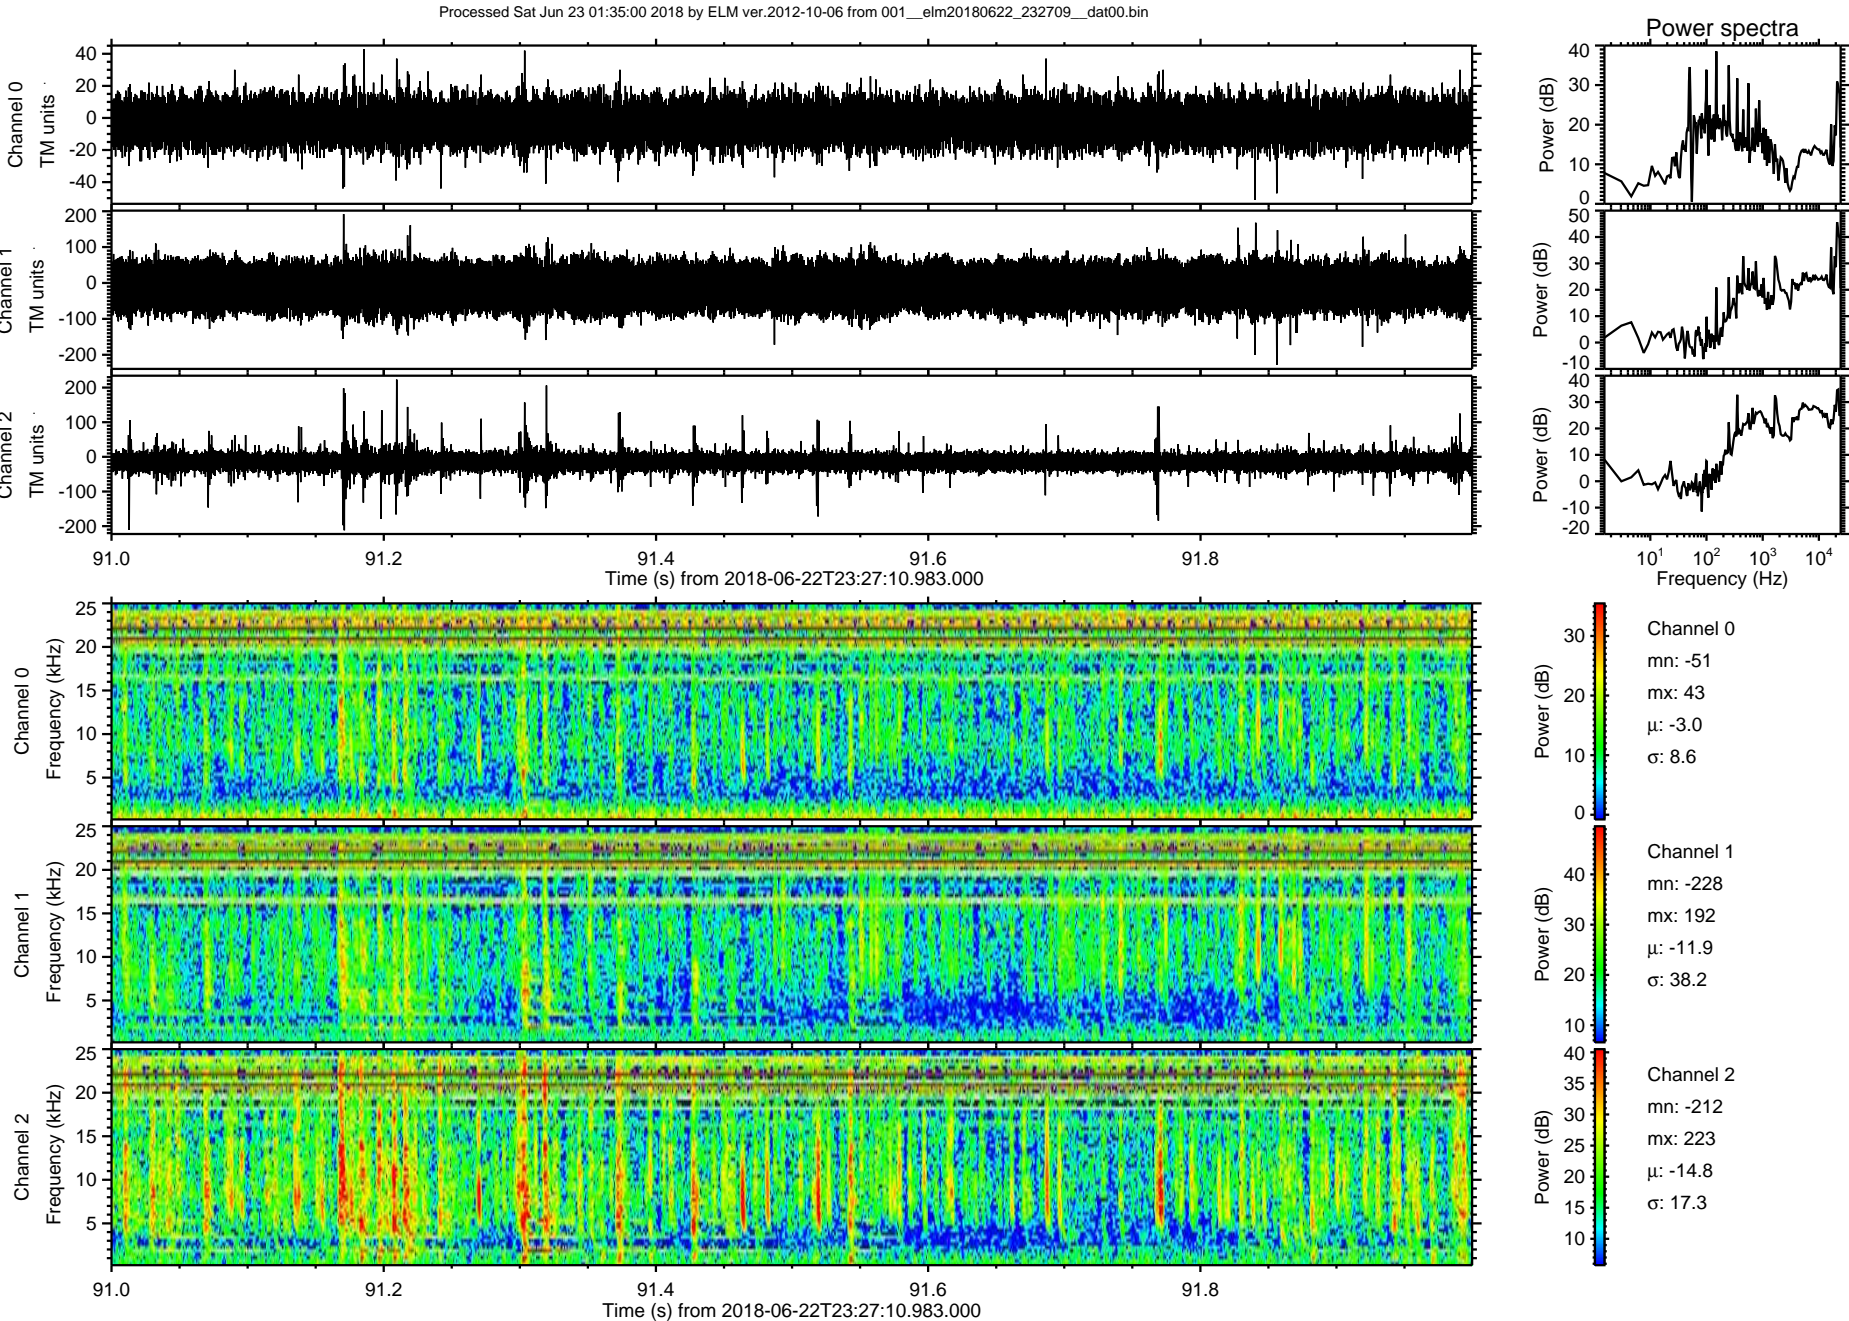 Processed Sat Jun 23 01:35:00 2018 by ELM ver.2012-10-06 from 001__elm20180622_232709__dat00.bin
Power spectra
Channel 0
TM units
40
20
0
-20
-40
Power (dB)
40
30
20
10
0
Channel 1
TM units
200
100
0
-100
-200
Power (dB)
50
40
30
20
10
0
-10
Channel 2
TM units
200
100
0
-100
-200
Power (dB)
40
30
20
10
0
-10
-20
91.0 91.2 91.4 91.6 91.8
Time (s) from 2018-06-22T23:27:10.983.000
10¹ 10² 10³ 10⁴
Frequency (Hz)
Channel 0
Frequency (kHz)
25
20
15
10
5
Power (dB)
30
20
10
0
Channel 0
mn: -51
mx: 43
μ: -3.0
σ: 8.6
Channel 1
Frequency (kHz)
25
20
15
10
5
Power (dB)
40
30
20
10
Channel 1
mn: -228
mx: 192
μ: -11.9
σ: 38.2
Channel 2
Frequency (kHz)
25
20
15
10
5
Power (dB)
40
35
30
25
20
15
10
Channel 2
mn: -212
mx: 223
μ: -14.8
σ: 17.3
91.0 91.2 91.4 91.6 91.8
Time (s) from 2018-06-22T23:27:10.983.000